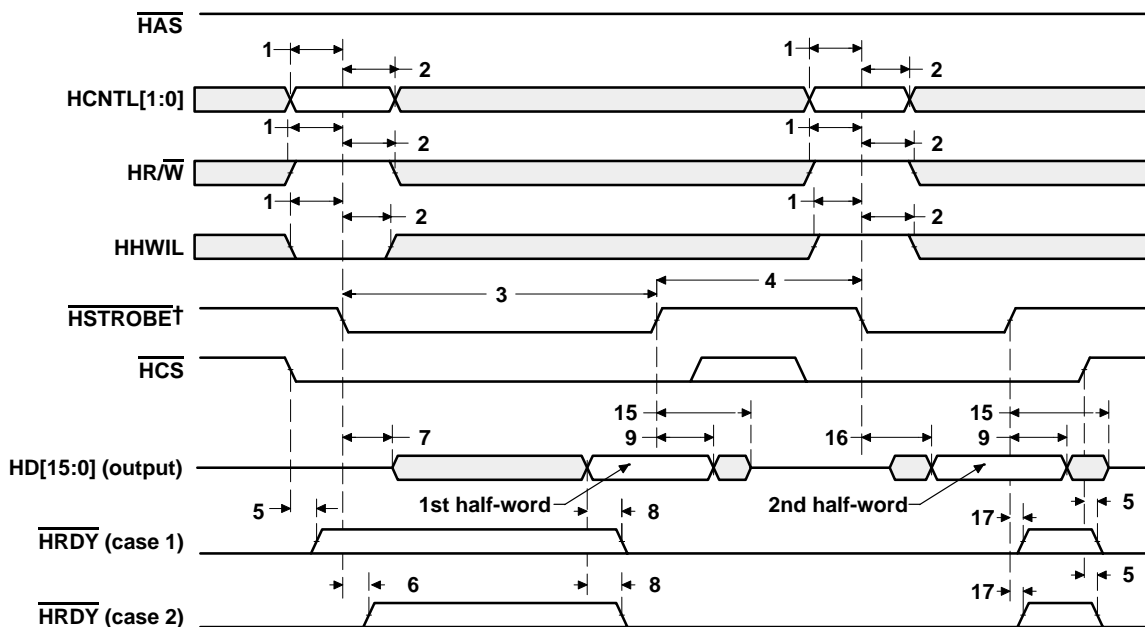 HAS
1
2
1
2
HCNTL[1:0]
1
2
1
2
HR/W
1
2
1
2
HHWIL
3
4
HSTROBE†
HCS
7
15
9
16
15
9
HD[15:0] (output)
1st half-word
2nd half-word
5
8
17
5
HRDY (case 1)
6
8
17
5
HRDY (case 2)